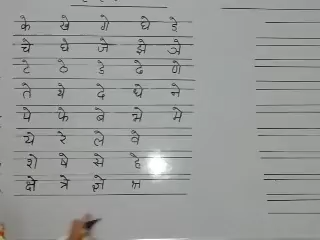 के खे गे घे ङे
चे छे जे झे ञे
टे ठे डे ढे णे
ते थे दे धे ने
पे फे बे भे मे
ये रे ले वे
शे षे से हे
क्षे त्रे ज्ञे